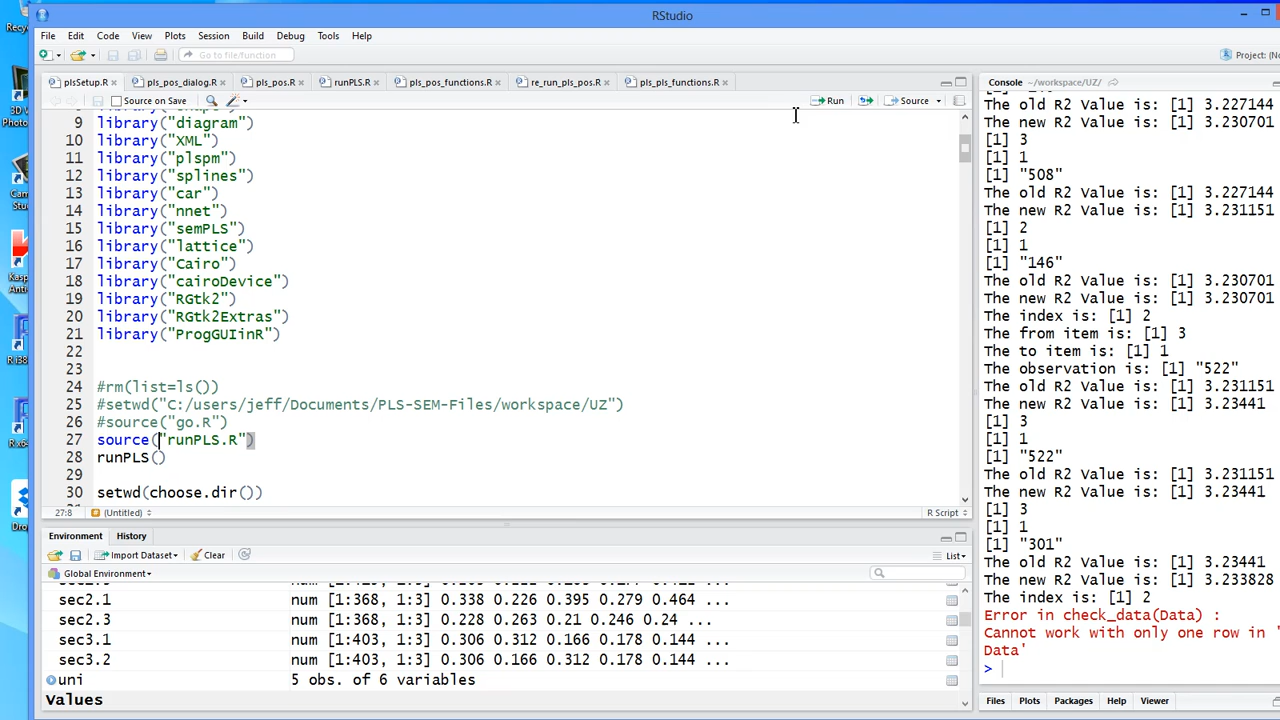 Recyc
RStudio
File Edit Code View Plots Session Build Debug Tools Help
Go to file/function
Project: (No
plsSetup.R pls_pos_dialog.R pls_pos.R runPLS.R pls_pos_functions.R re_run_pls_pos.R pls_pls_functions.R
Source on Save
Run
Source
9 library("diagram")
10 library("XML")
11 library("plspm")
12 library("splines")
13 library("car")
14 library("nnet")
15 library("semPLS")
16 library("lattice")
17 library("Cairo")
18 library("cairoDevice")
19 library("RGtk2")
20 library("RGtk2Extras")
21 library("ProgGUIinR")
22
23
24 #rm(list=ls())
25 #setwd("C:/users/jeff/Documents/PLS-SEM-Files/workspace/UZ")
26 #source("go.R")
27 source("runPLS.R")
28 runPLS()
29
30 setwd(choose.dir())
27:8 (Untitled) R Script
Environment History
Import Dataset Clear List
Global Environment
sec2.1 num [1:368, 1:3] 0.338 0.226 0.395 0.279 0.464 ...
sec2.3 num [1:368, 1:3] 0.228 0.263 0.21 0.246 0.24 ...
sec3.1 num [1:403, 1:3] 0.306 0.312 0.166 0.178 0.144 ...
sec3.2 num [1:403, 1:3] 0.306 0.166 0.312 0.178 0.144 ...
uni 5 obs. of 6 variables
Values
Console ~/workspace/UZ/
The old R2 Value is: [1] 3.227144
The new R2 Value is: [1] 3.230701
[1] 3
[1] 1
[1] "508"
The old R2 Value is: [1] 3.227144
The new R2 Value is: [1] 3.231151
[1] 2
[1] 1
[1] "146"
The old R2 Value is: [1] 3.230701
The new R2 Value is: [1] 3.230701
The index is: [1] 2
The from item is: [1] 3
The to item is: [1] 1
The observation is: [1] "522"
The old R2 Value is: [1] 3.231151
The new R2 Value is: [1] 3.23441
[1] 3
[1] 1
[1] "522"
The old R2 Value is: [1] 3.231151
The new R2 Value is: [1] 3.23441
[1] 3
[1] 1
[1] "301"
The old R2 Value is: [1] 3.23441
The new R2 Value is: [1] 3.233828
The index is: [1] 2
Error in check_data(Data) :
Cannot work with only one row in '
Data'
>
Files Plots Packages Help Viewer
3D V
Photo
Cam
Stu
Kasp
Anti
R i38
R x6
Dro